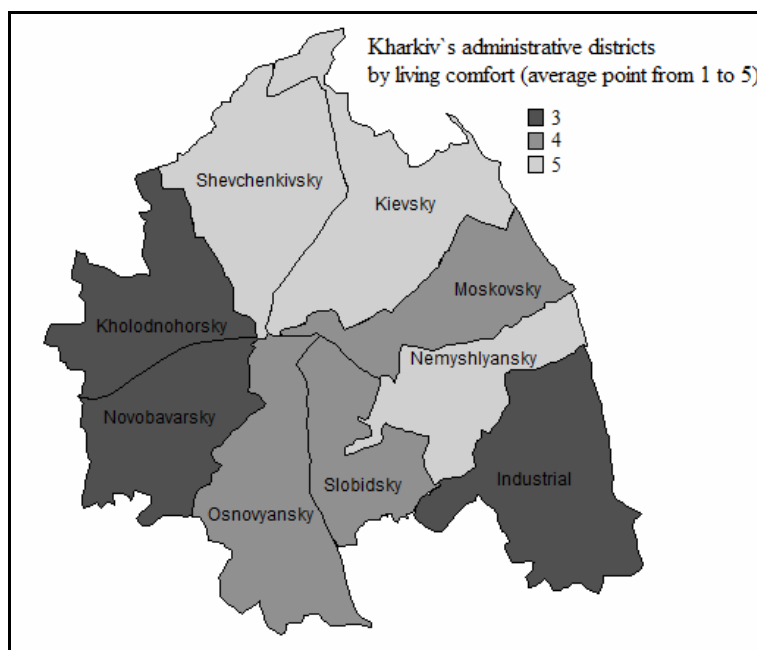 Kharkiv`s administrative districts
by living comfort (average point from 1 to 5)
3
4
5
Shevchenkivsky
Kievsky
Moskovsky
Kholodnohorsky
Nemyshlyansky
Novobavarsky
Industrial
Slobidsky
Osnovyansky